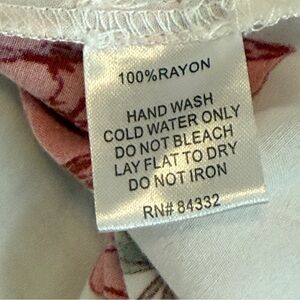 100%RAYON
HAND WASH
COLD WATER ONLY
DO NOT BLEACH
LAY FLAT TO DRY
DO NOT IRON
RN# 84332